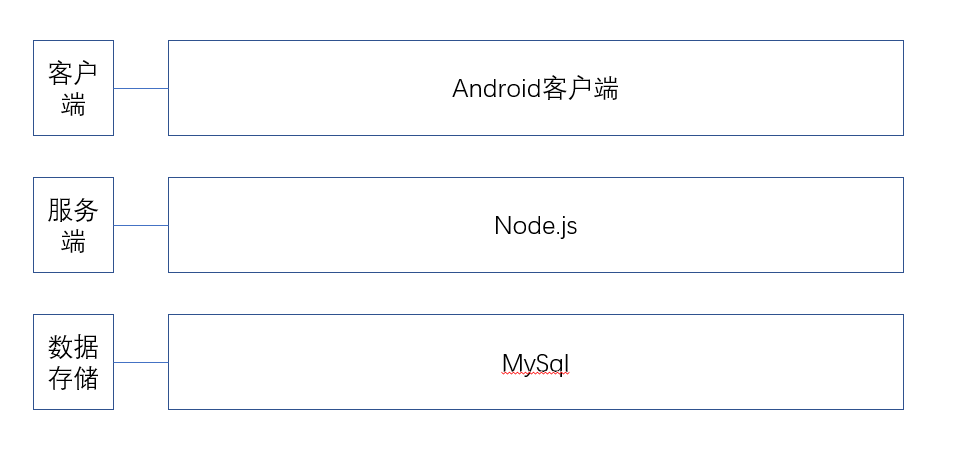 客户
端
Android客户端
服务
端
Node.js
数据
存储
MySql